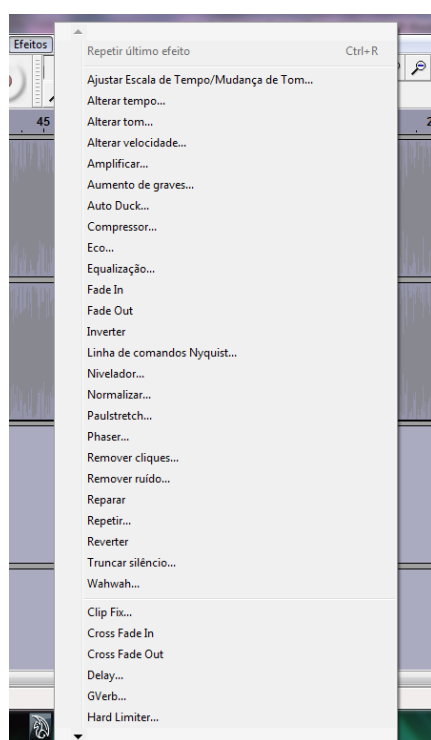 Efeitos
Repetir último efeito Ctrl+R
Ajustar Escala de Tempo/Mudança de Tom...
45
Alterar tempo...
Alterar tom...
Alterar velocidade...
Amplificar...
Aumento de graves...
Auto Duck...
Compressor...
Eco...
Equalização...
Fade In
Fade Out
Inverter
Linha de comandos Nyquist...
Nivelador...
Normalizar...
Paulstretch...
Phaser...
Remover cliques...
Remover ruído...
Reparar
Repetir...
Reverter
Truncar silêncio...
Wahwah...
Clip Fix...
Cross Fade In
Cross Fade Out
Delay...
GVerb...
Hard Limiter...